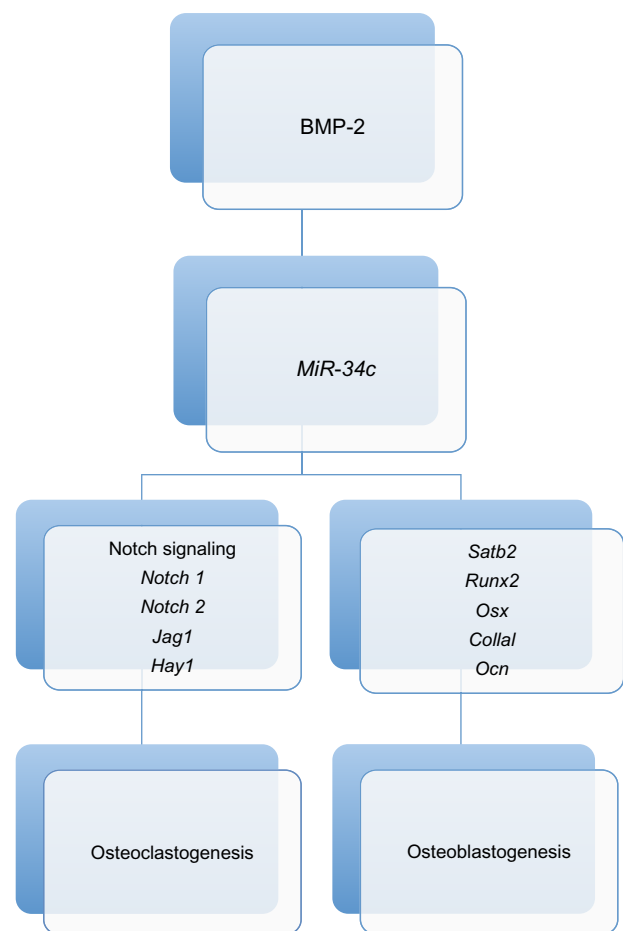 BMP-2
MiR-34c
Notch signaling
Notch 1
Notch 2
Jag1
Hay1
Satb2
Runx2
Osx
Collal
Ocn
Osteoclastogenesis
Osteoblastogenesis